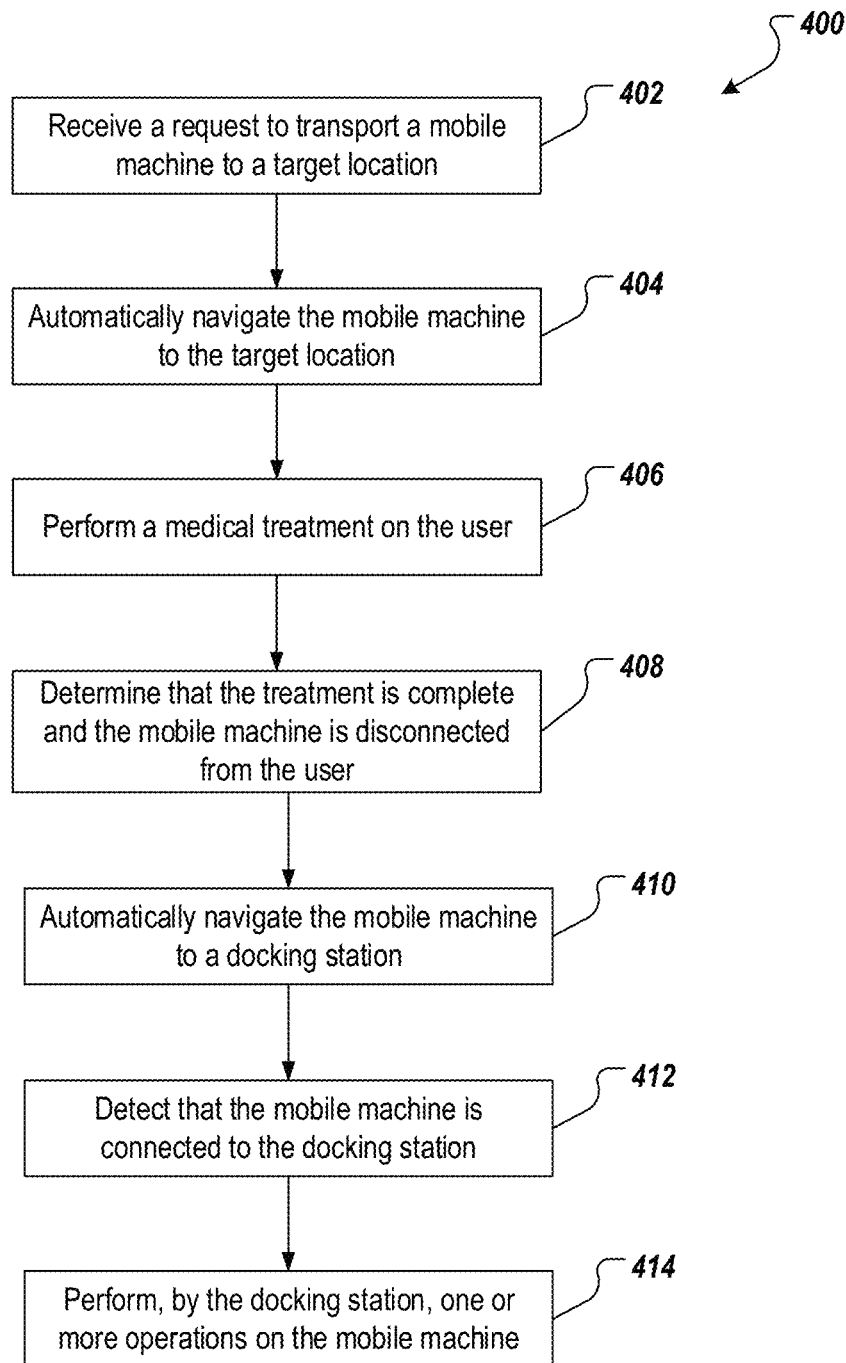 400
402
Receive a request to transport a mobile
machine to a target location
404
Automatically navigate the mobile machine
to the target location
406
Perform a medical treatment on the user
408
Determine that the treatment is complete
and the mobile machine is disconnected
from the user
410
Automatically navigate the mobile machine
to a docking station
412
Detect that the mobile machine is
connected to the docking station
414
Perform, by the docking station, one or
more operations on the mobile machine